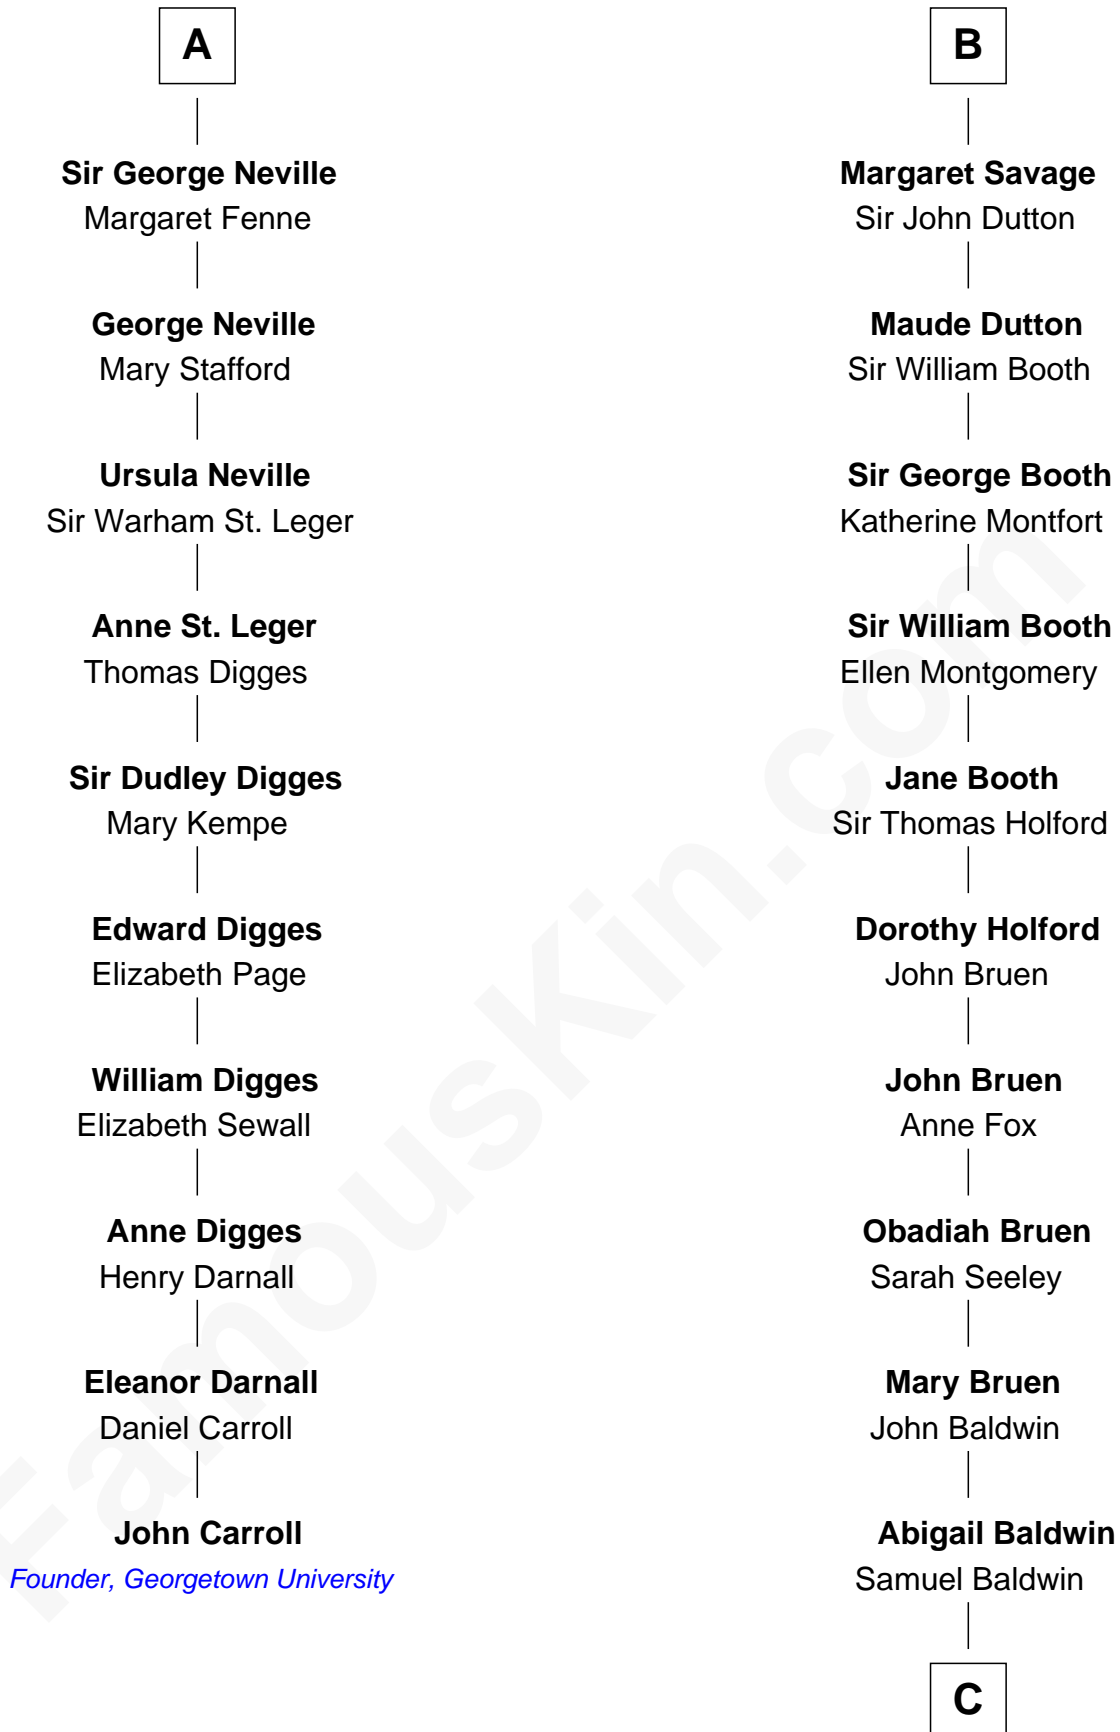 A
Sir George Neville
Margaret Fenne
George Neville
Mary Stafford
Ursula Neville
Sir Warham St. Leger
Anne St. Leger
Thomas Digges
Sir Dudley Digges
Mary Kempe
Edward Digges
Elizabeth Page
William Digges
Elizabeth Sewall
Anne Digges
Henry Darnall
Eleanor Darnall
Daniel Carroll
John Carroll
Founder, Georgetown University
B
Margaret Savage
Sir John Dutton
Maude Dutton
Sir William Booth
Sir George Booth
Katherine Montfort
Sir William Booth
Ellen Montgomery
Jane Booth
Sir Thomas Holford
Dorothy Holford
John Bruen
John Bruen
Anne Fox
Obadiah Bruen
Sarah Seeley
Mary Bruen
John Baldwin
Abigail Baldwin
Samuel Baldwin
C
FamousKin.com